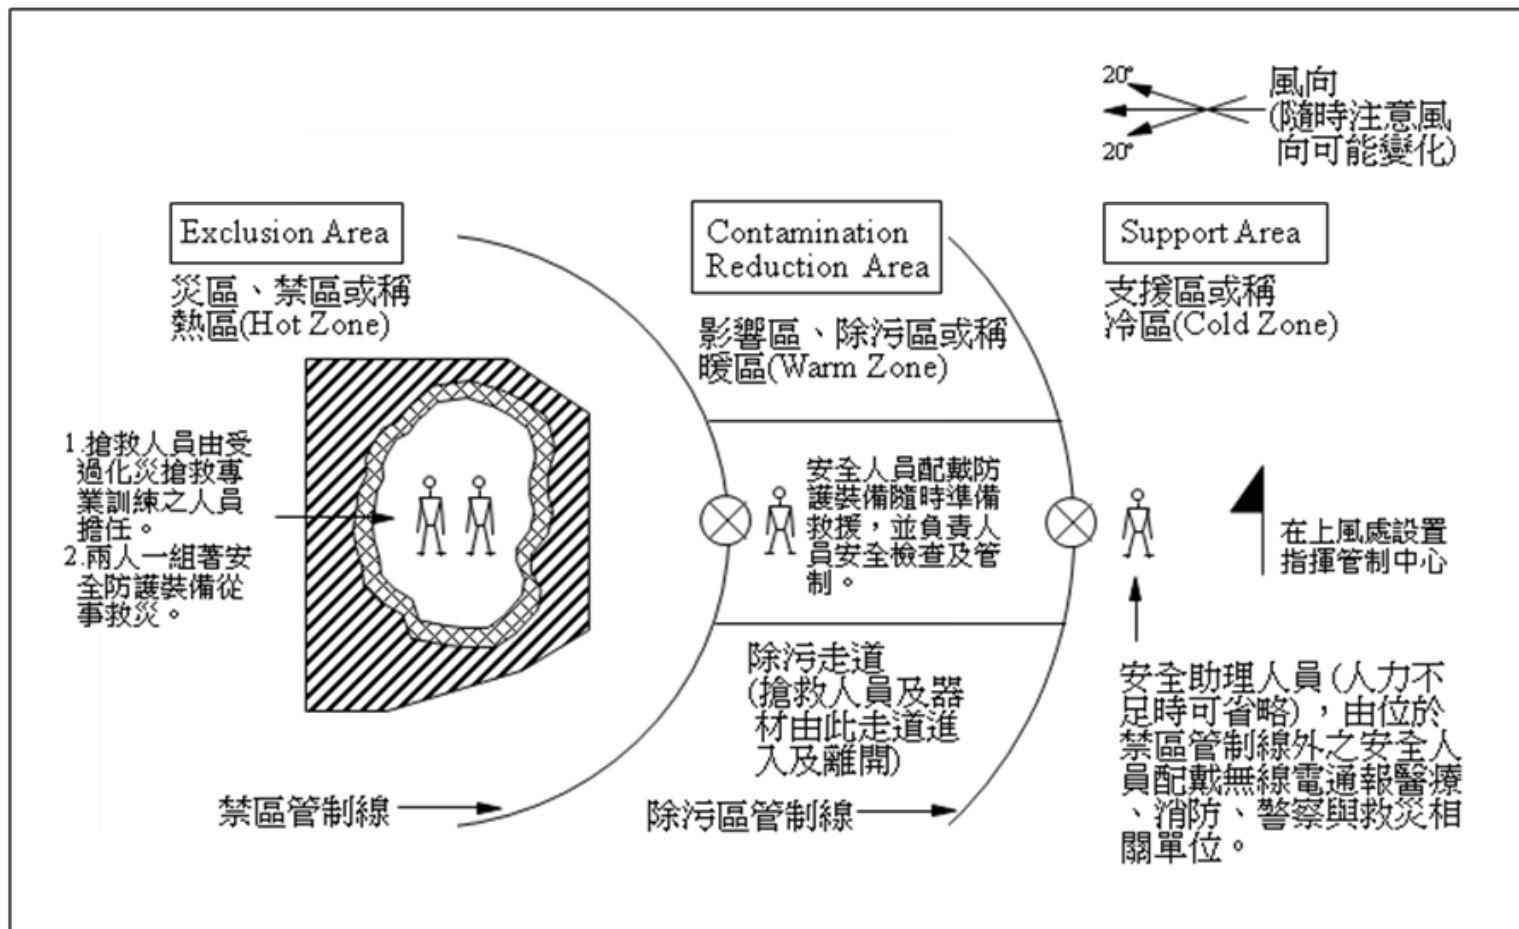 20°
20°
風向
(隨時注意風
向可能變化)
Exclusion Area
災區、禁區或稱
熱區(Hot Zone)
Contamination
Reduction Area
影響區、除污區或稱
暖區(Warm Zone)
Support Area
支援區或稱
冷區(Cold Zone)
1.搶救人員由受
過化災搶救專
業訓練之人員
擔任。
2.兩人一組著安
全防護裝備從
事救災。
安全人員配戴防
護裝備隨時準備
救援，並負責人
員安全檢查及管
制。
在上風處設置
指揮管制中心
除污走道
(搶救人員及器
材由此走道進
入及離開)
安全助理人員(人力不
足時可省略)，由位於
禁區管制線外之安全人
員配戴無線電通報醫療
、消防、警察與救災相
關單位。
禁區管制線
除污區管制線